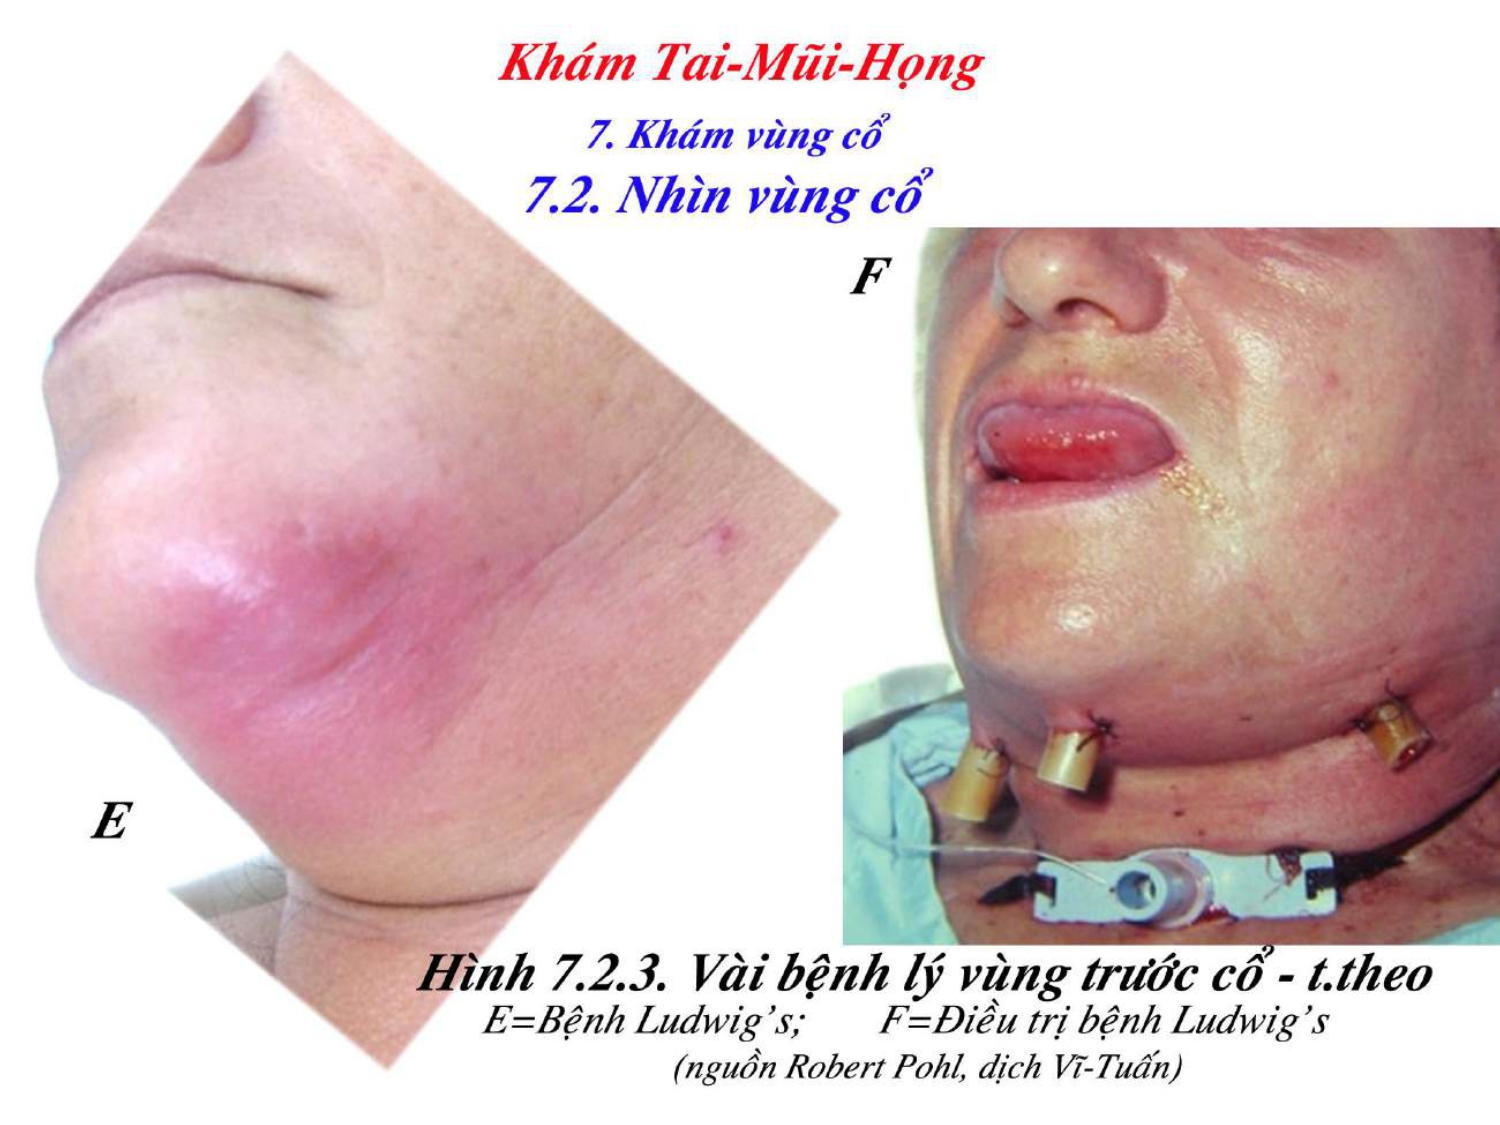 Khám Tai-Mũi-Họng
7. Khám vùng cổ
7.2. Nhìn vùng cổ
F
E
Hình 7.2.3. Vài bệnh lý vùng trước cổ - t.theo
E=Bệnh Ludwig's; F=Điều trị bệnh Ludwig's
(nguồn Robert Pohl, dịch Vĩ-Tuấn)